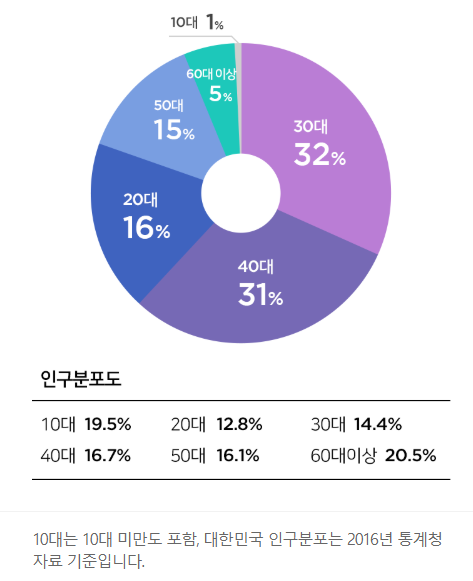 10대 1%
60대 이상
5%
30대
32%
50대
15%
20대
16%
40대
31%
인구분포도
10대 19.5% 20대 12.8% 30대 14.4%
40대 16.7% 50대 16.1% 60대이상 20.5%
10대는 10대 미만도 포함, 대한민국 인구분포는 2016년 통계청
자료 기준입니다.